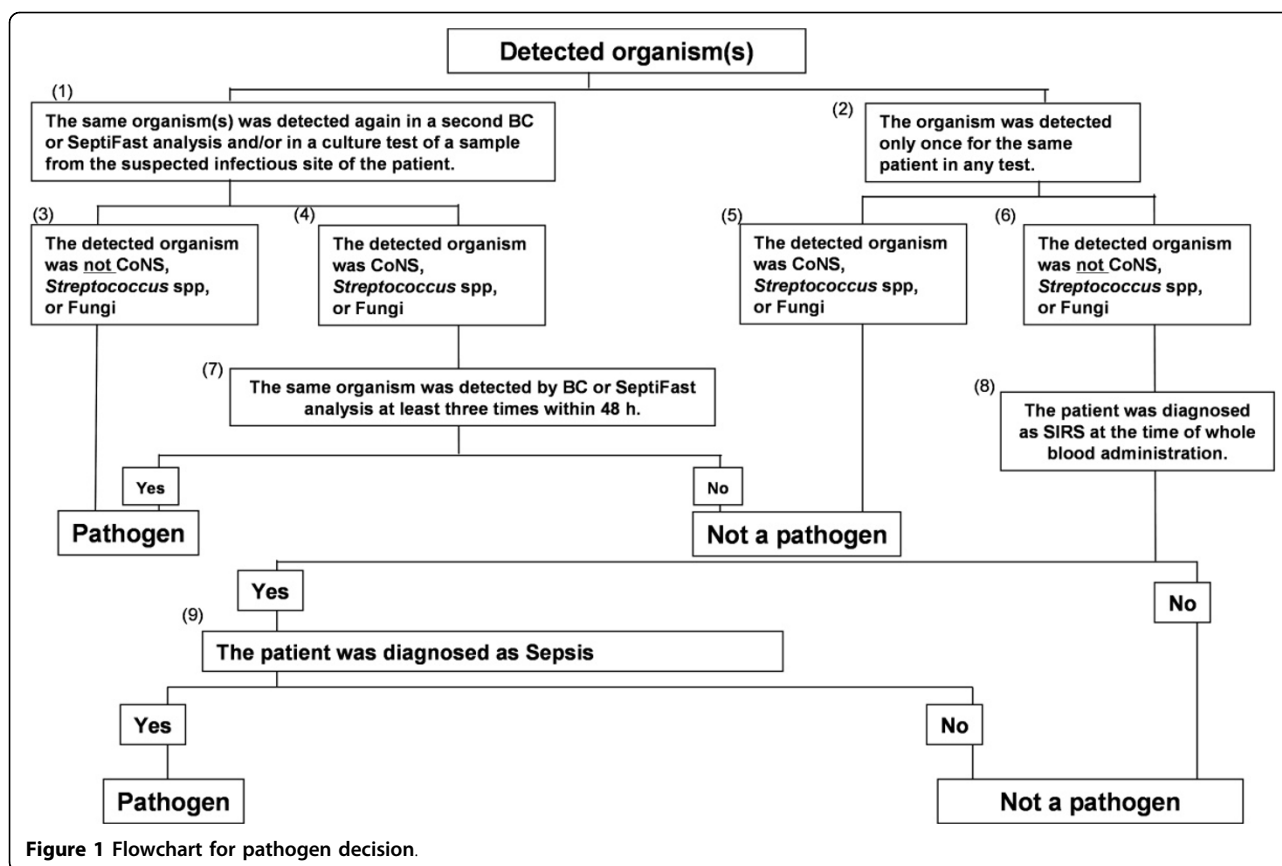 Detected organism(s)
(1)
The same organism(s) was detected again in a second BC
or SeptiFast analysis and/or in a culture test of a sample
from the suspected infectious site of the patient.
(2)
The organism was detected
only once for the same
patient in any test.
(3)
The detected organism
was not CoNS,
Streptococcus spp,
or Fungi
(4)
The detected organism
was CoNS,
Streptococcus spp,
or Fungi
(5)
The detected organism
was CoNS,
Streptococcus spp,
or Fungi
(6)
The detected organism
was not CoNS,
Streptococcus spp,
or Fungi
(7)
The same organism was detected by BC or SeptiFast
analysis at least three times within 48 h.
(8)
The patient was diagnosed
as SIRS at the time of whole
blood administration.
Yes
No
Pathogen
Not a pathogen
Yes
No
(9)
The patient was diagnosed as Sepsis
Yes
No
Pathogen
Not a pathogen
Figure 1 Flowchart for pathogen decision.